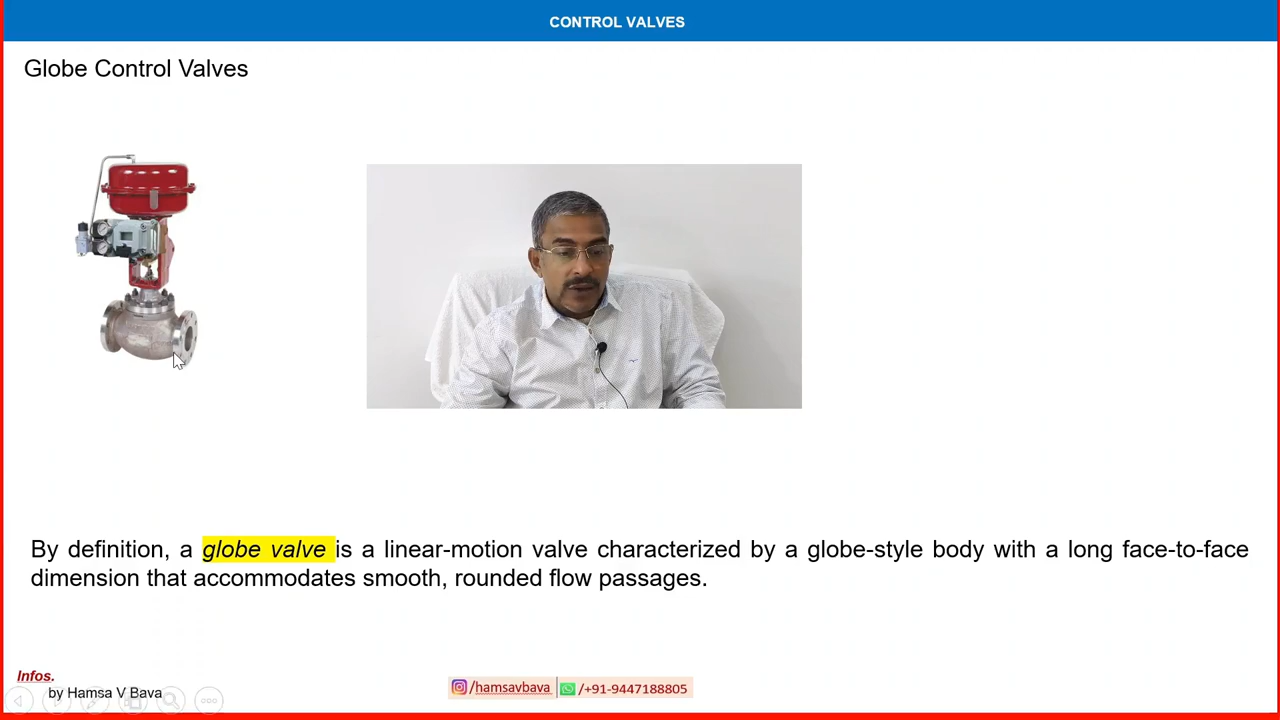 CONTROL VALVES
Globe Control Valves
By definition, a globe valve is a linear-motion valve characterized by a globe-style body with a long face-to-face
dimension that accommodates smooth, rounded flow passages.
Infos.
by Hamsa V Bava
/hamsavbava
/+91-9447188805